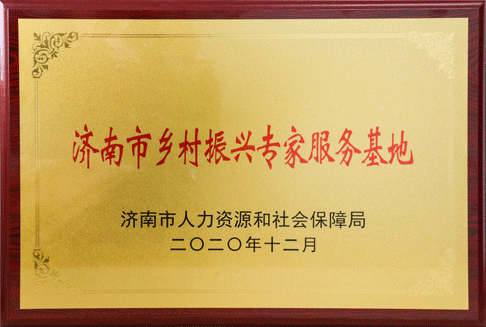 济南市乡村振兴专家服务基地
济南市人力资源和社会保障局
二〇二〇年十二月